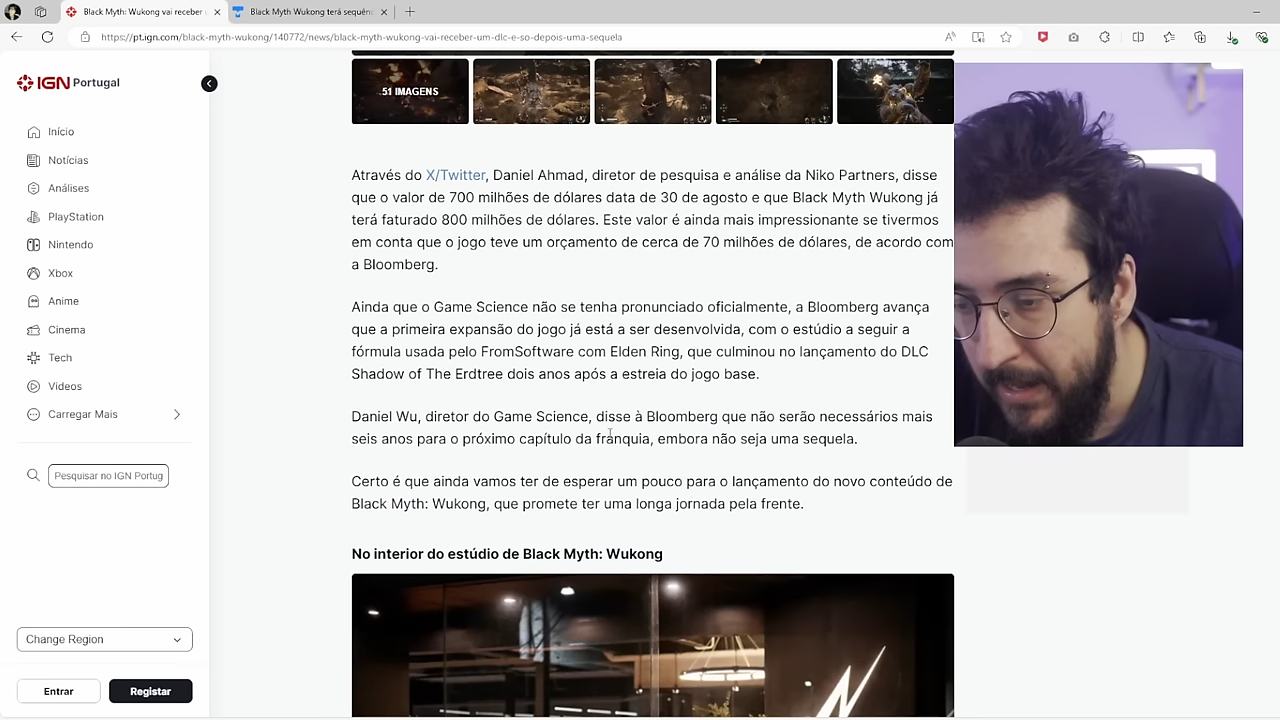 Black Myth: Wukong vai receber
Black Myth Wukong terá sequênc
https://pt.ign.com/black-myth-wukong/140772/news/black-myth-wukong-vai-receber-um-dlc-e-so-depois-uma-sequela
IGN Portugal
Início
Notícias
Análises
PlayStation
Nintendo
Xbox
Anime
Cinema
Tech
Videos
Carregar Mais
Pesquisar no IGN Portug
Change Region
Entrar
Registar
51 IMAGENS
Através do X/Twitter, Daniel Ahmad, diretor de pesquisa e análise da Niko Partners, disse
que o valor de 700 milhões de dólares data de 30 de agosto e que Black Myth Wukong já
terá faturado 800 milhões de dólares. Este valor é ainda mais impressionante se tivermos
em conta que o jogo teve um orçamento de cerca de 70 milhões de dólares, de acordo com
a Bloomberg.
Ainda que o Game Science não se tenha pronunciado oficialmente, a Bloomberg avança
que a primeira expansão do jogo já está a ser desenvolvida, com o estúdio a seguir a
fórmula usada pelo FromSoftware com Elden Ring, que culminou no lançamento do DLC
Shadow of The Erdtree dois anos após a estreia do jogo base.
Daniel Wu, diretor do Game Science, disse à Bloomberg que não serão necessários mais
seis anos para o próximo capítulo da franquia, embora não seja uma sequela.
Certo é que ainda vamos ter de esperar um pouco para o lançamento do novo conteúdo de
Black Myth: Wukong, que promete ter uma longa jornada pela frente.
No interior do estúdio de Black Myth: Wukong